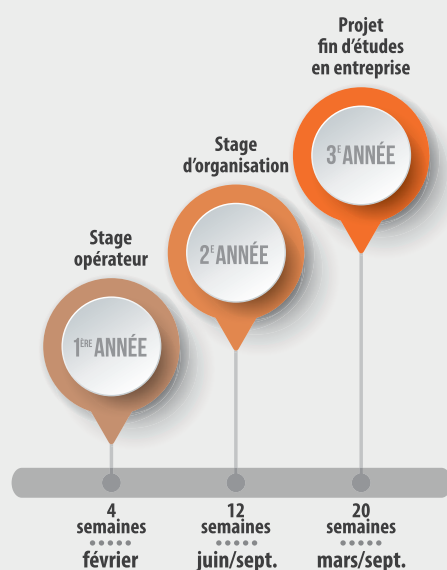 Projet
fin d'études
en entreprise
3E ANNÉE
Stage
d'organisation
2E ANNÉE
Stage
opérateur
1ÈRE ANNÉE
4
semaines
février
12
semaines
juin/sept.
20
semaines
mars/sept.